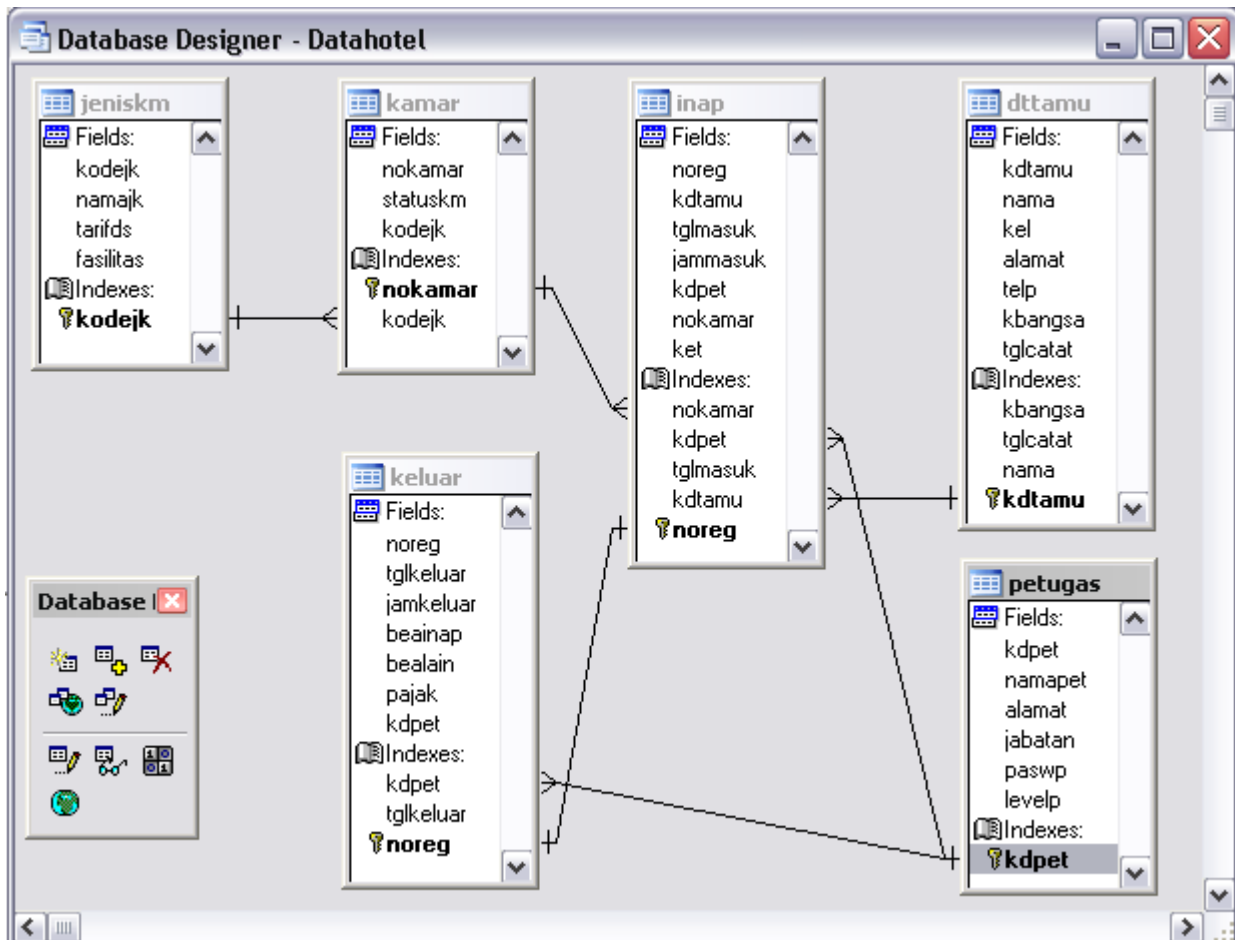 Database Designer - Datahotel
jeniskm
Fields:
kodejk
namajk
tarifds
fasilitas
Indexes:
kodejk
kamar
Fields:
nokamar
statuskm
kodejk
Indexes:
nokamar
kodejk
inap
Fields:
noreg
kdtamu
tglmasuk
jammasuk
kdpet
nokamar
ket
Indexes:
nokamar
kdpet
tglmasuk
kdtamu
noreg
dttamu
Fields:
kdtamu
nama
kel
alamat
telp
kbangsa
tglcatat
Indexes:
kbangsa
tglcatat
nama
kdtamu
keluar
Fields:
noreg
tglkeluar
jamkeluar
beainap
bealain
pajak
kdpet
Indexes:
kdpet
tglkeluar
noreg
petugas
Fields:
kdpet
namapet
alamat
jabatan
paswp
levelp
Indexes:
kdpet
Database